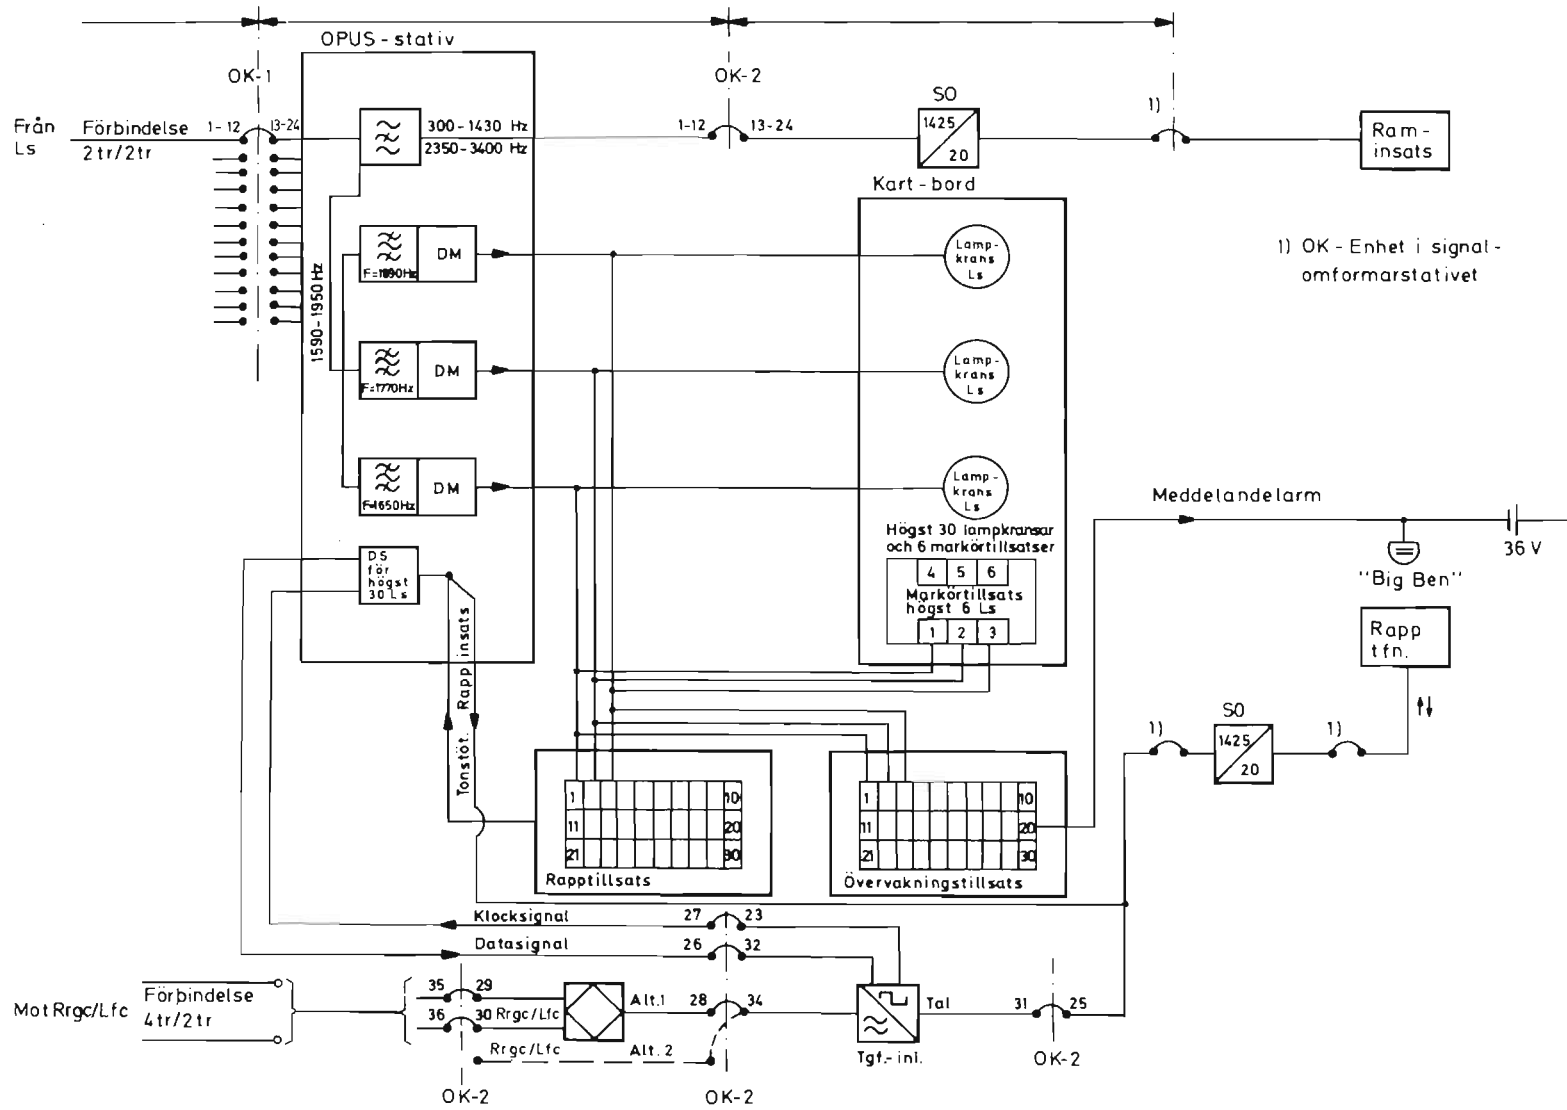 OPUS-stativ
OK-1
OK-2
Från
Ls
Förbindelse
2tr/2tr
1-12
13-24
300-1430 Hz
2350-3400 Hz
1-12
13-24
SO
1425
20
1)
Ram-
insats
Kart-bord
1) OK-Enhet i signal-
omformarstativet
1590-1950 Hz
F=1890Hz
DM
Lamp-
krans
Ls
F=1770Hz
DM
Lamp-
krans
Ls
F=1650Hz
DM
Lamp-
krans
Ls
Högst 30 lampkransar
och 6 markörtillsatser
4 5 6
Markörtillsats
högst 6 Ls
1 2 3
Meddelandelarm
36 V
"Big Ben"
DS
för
högst
30 Ls
Rapp insats
Tonstöt.
Rapp
tfn.
SO
1)
1425
20
1)
1 10
11 20
21 30
Rapptillsats
1 10
11 20
21 30
Övervakningstillsats
Klocksignal
27
23
Datasignal
26
32
Mot Rrgc/Lfc
Förbindelse
4tr/2tr
35
29
36
30
Rrgc/Lfc
Alt.1
28
34
Tal
31
25
Rrgc/Lfc
Alt.2
Tgf.-inl.
OK-2
OK-2
OK-2